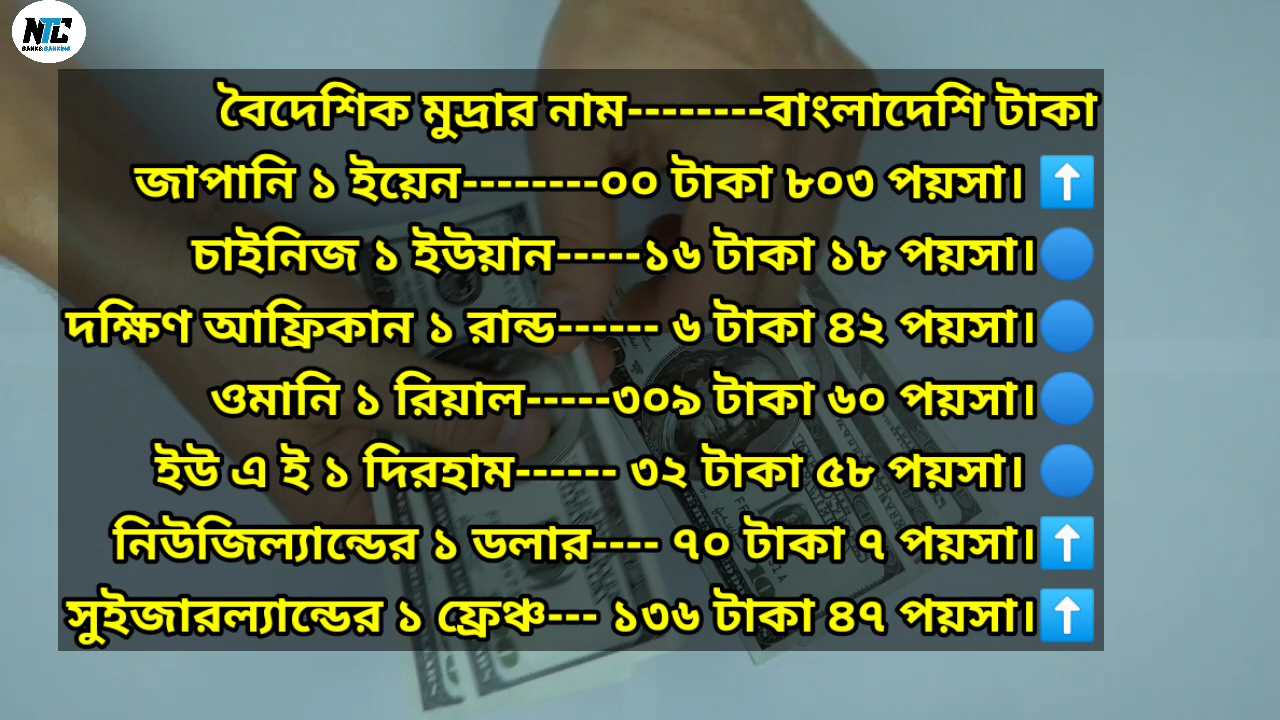 NTC
BANK& BANKING
বৈদেশিক মুদ্রার নাম--------বাংলাদেশি টাকা
জাপানি ১ ইয়েন--------০০ টাকা ৮০৩ পয়সা। ⬆️
চাইনিজ ১ ইউয়ান-----১৬ টাকা ১৮ পয়সা।🔵
দক্ষিণ আফ্রিকান ১ রান্ড------ ৬ টাকা ৪২ পয়সা।🔵
ওমানি ১ রিয়াল-----৩০৯ টাকা ৬০ পয়সা।🔵
ইউ এ ই ১ দিরহাম------ ৩২ টাকা ৫৮ পয়সা। 🔵
নিউজিল্যান্ডের ১ ডলার---- ৭০ টাকা ৭ পয়সা।⬆️
সুইজারল্যান্ডের ১ ফ্রেঞ্চ--- ১৩৬ টাকা ৪৭ পয়সা।⬆️